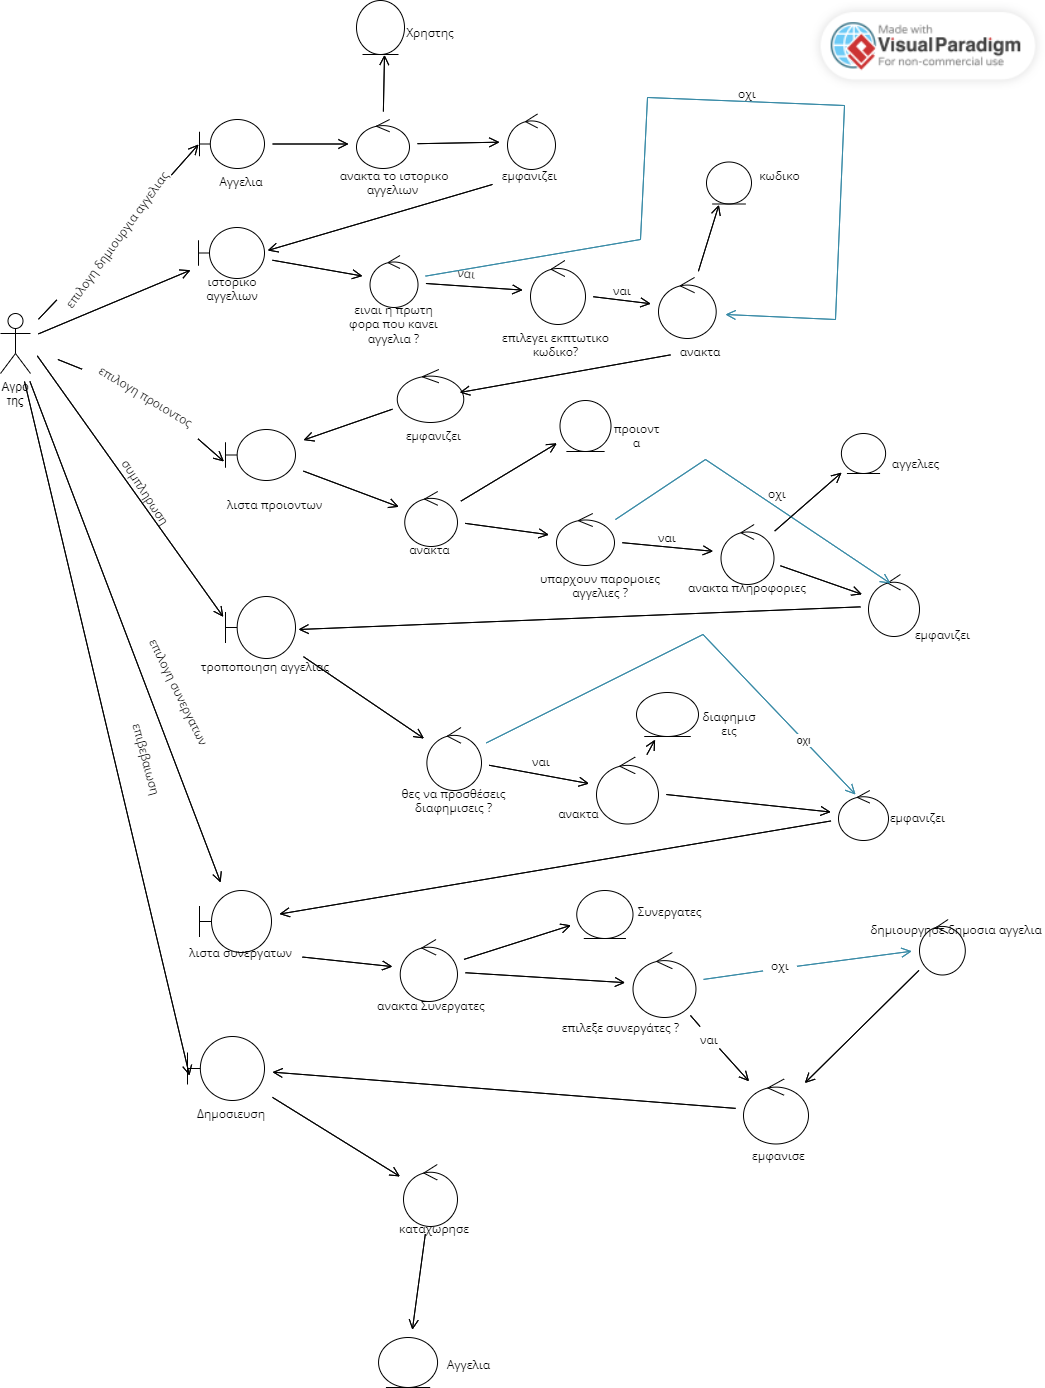 Χρηστης
Made with
Visual Paradigm
For non-commercial use
οχι
επιλογη δημιουργια αγγελιας
Αγγελια
ανακτα το ιστορικο
αγγελιων
εμφανιζει
κωδικο
ιστορικο
αγγελιων
ναι
ειναι η πρωτη
φορα που κανει
αγγελια ?
ναι
επιλεγει εκπτωτικο
κωδικο?
ανακτα
Αγρο
της
επιλογη προιοντος
εμφανιζει
προιοντ
α
αγγελιες
συμπληρωση
λιστα προιοντων
ανακτα
οχι
ναι
υπαρχουν παρομοιες
αγγελιες ?
ανακτα πληροφοριες
εμφανιζει
τροποποιηση αγγελιας
επιλογη συνεργατων
διαφημισ
εις
οχι
επιβεβαιωση
ναι
θες να προσθέσεις
διαφημισεις ?
ανακτα
εμφανιζει
Συνεργατες
δημιουργησε δημοσια αγγελια
λιστα συνεργατων
οχι
ανακτα Συνεργατες
επιλεξε συνεργάτες ?
ναι
Δημοσιευση
εμφανισε
καταχωρησε
Αγγελια